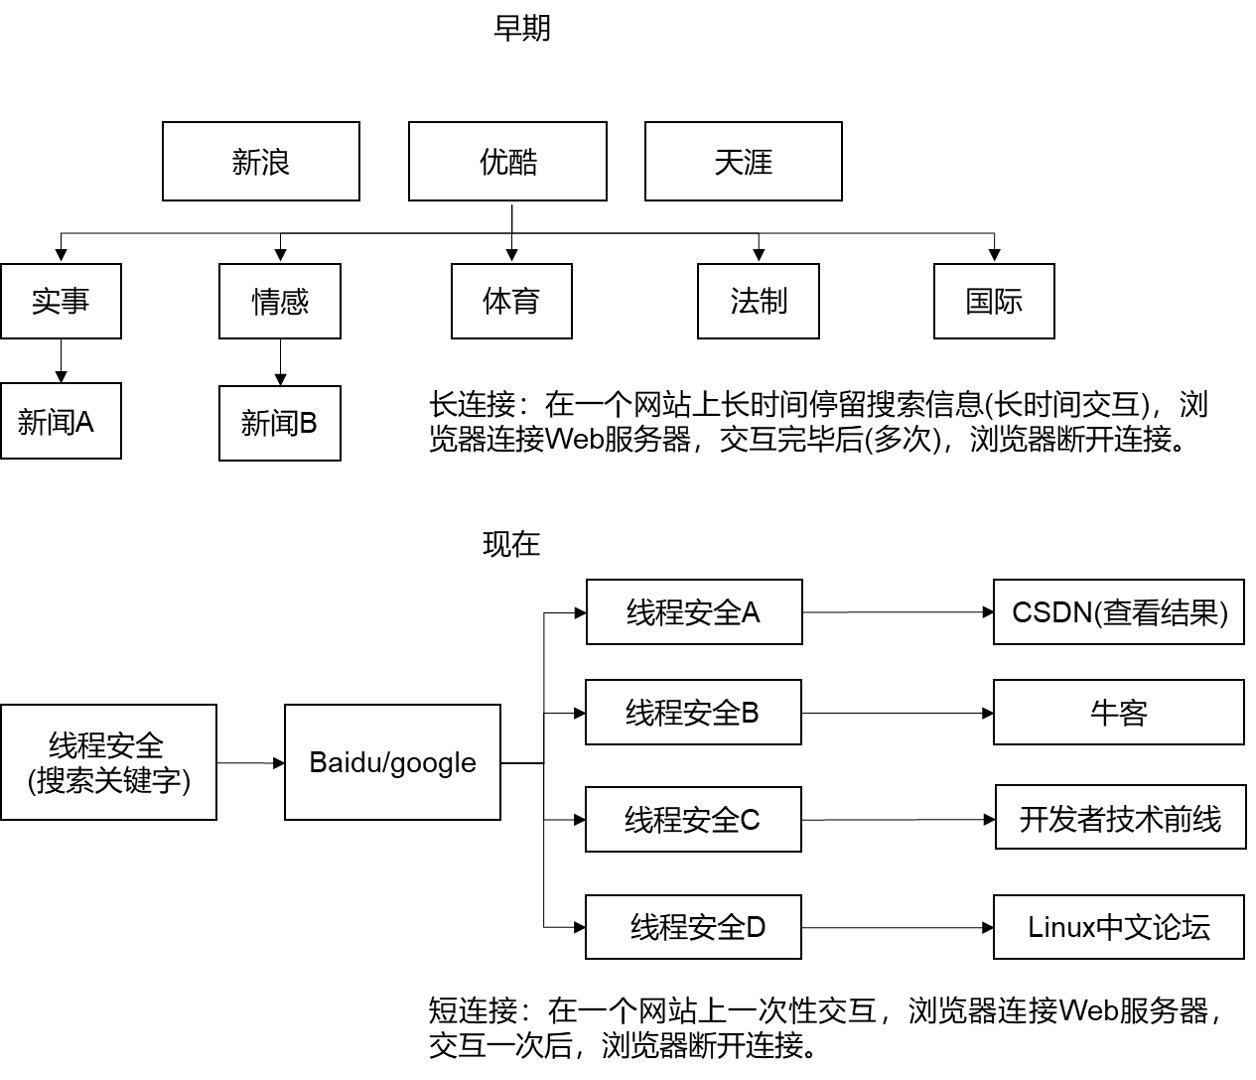 早期
新浪
优酷
天涯
实事
情感
体育
法制
国际
新闻A
新闻B
长连接：在一个网站上长时间停留搜索信息(长时间交互)，浏
览器连接Web服务器，交互完毕后(多次)，浏览器断开连接。
现在
线程安全
(搜索关键字)
Baidu/google
线程安全A
CSDN(查看结果)
线程安全B
牛客
线程安全C
开发者技术前线
线程安全D
Linux中文论坛
短连接：在一个网站上一次性交互，浏览器连接Web服务器，
交互一次后，浏览器断开连接。